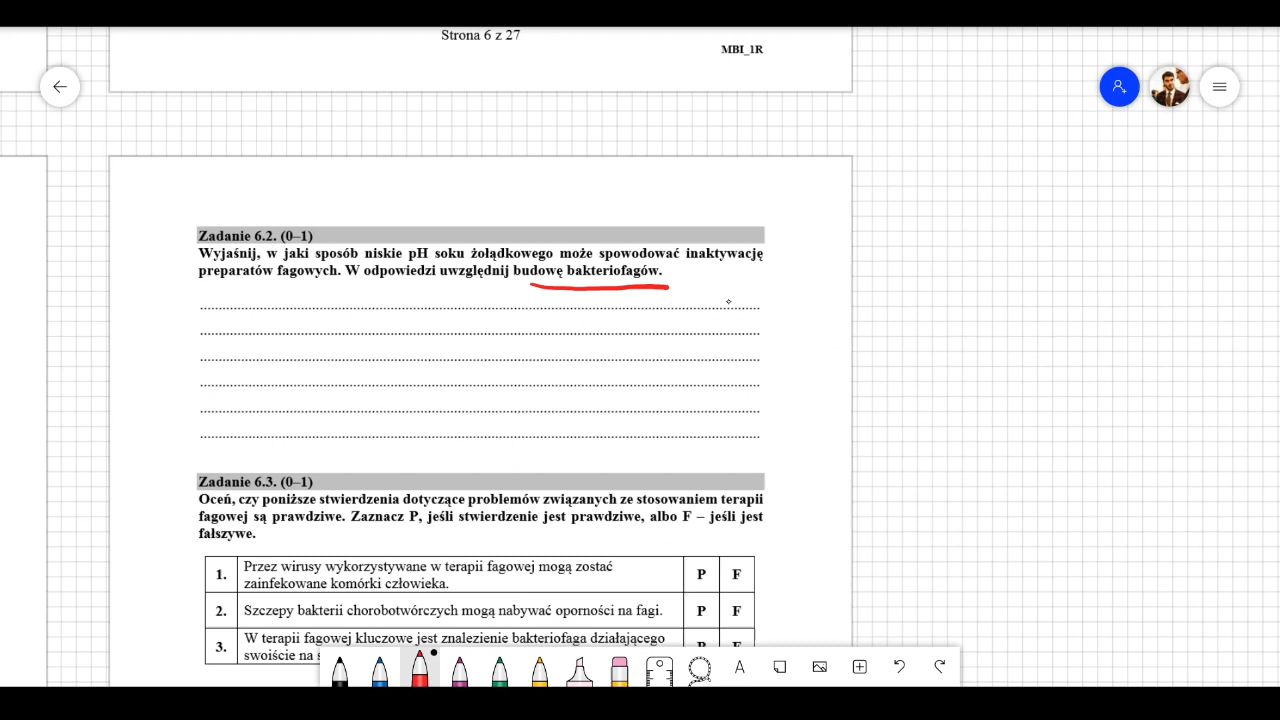 Strona 6 z 27
MBI_1R
Zadanie 6.2. (0–1)
Wyjaśnij, w jaki sposób niskie pH soku żołądkowego może spowodować inaktywację
preparatów fagowych. W odpowiedzi uwzględnij budowę bakteriofagów.
Zadanie 6.3. (0–1)
Oceń, czy poniższe stwierdzenia dotyczące problemów związanych ze stosowaniem terapii
fagowej są prawdziwe. Zaznacz P, jeśli stwierdzenie jest prawdziwe, albo F – jeśli jest
fałszywe.
1. Przez wirusy wykorzystywane w terapii fagowej mogą zostać
zainfekowane komórki człowieka. P F
2. Szczepy bakterii chorobotwórczych mogą nabywać oporności na fagi. P F
3. W terapii fagowej kluczowe jest znalezienie bakteriofaga działającego
swoiście na P F